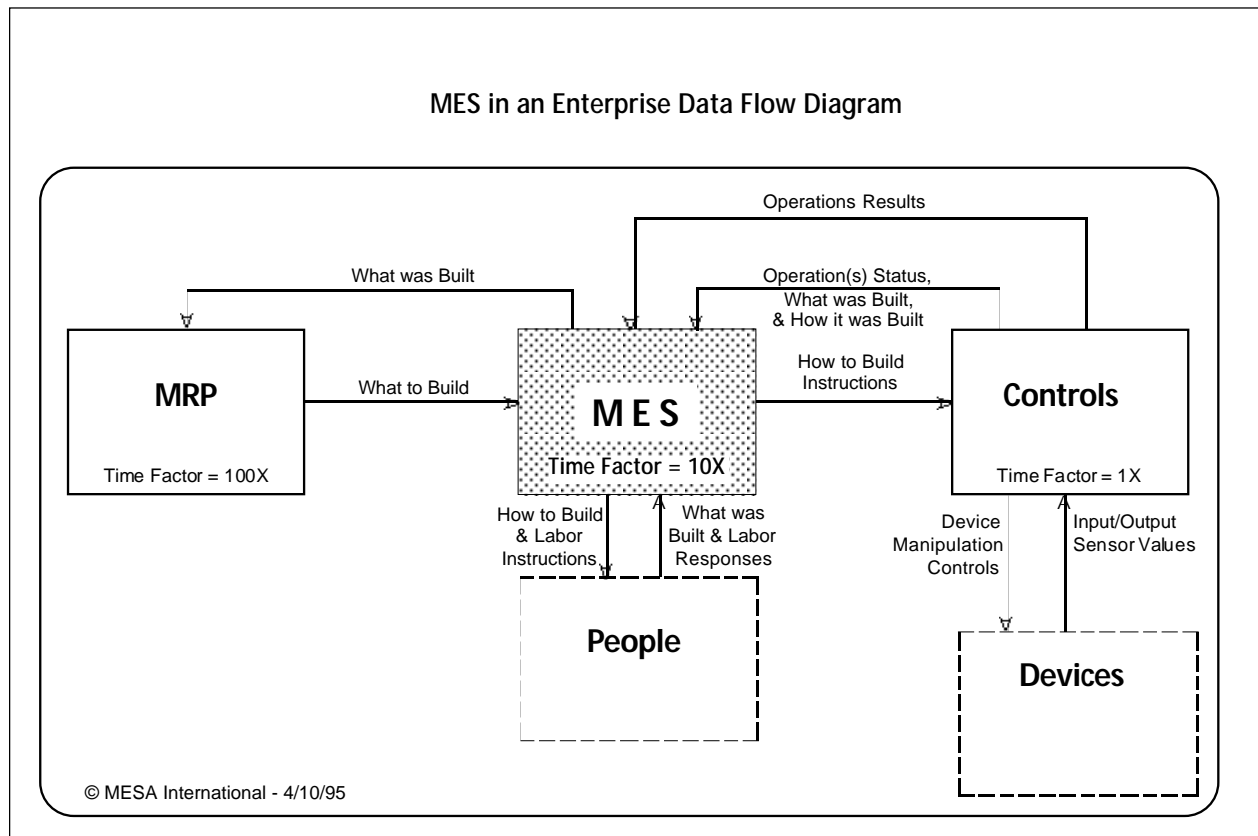 MES in an Enterprise Data Flow Diagram
Operations Results
What was Built
Operation(s) Status,
What was Built,
& How it was Built
MRP
Time Factor = 100X
What to Build
MES
Time Factor = 10X
How to Build
Instructions
Controls
Time Factor = 1X
How to Build
& Labor
Instructions
What was
Built & Labor
Responses
Device
Manipulation
Controls
Input/Output
Sensor Values
People
Devices
© MESA International - 4/10/95